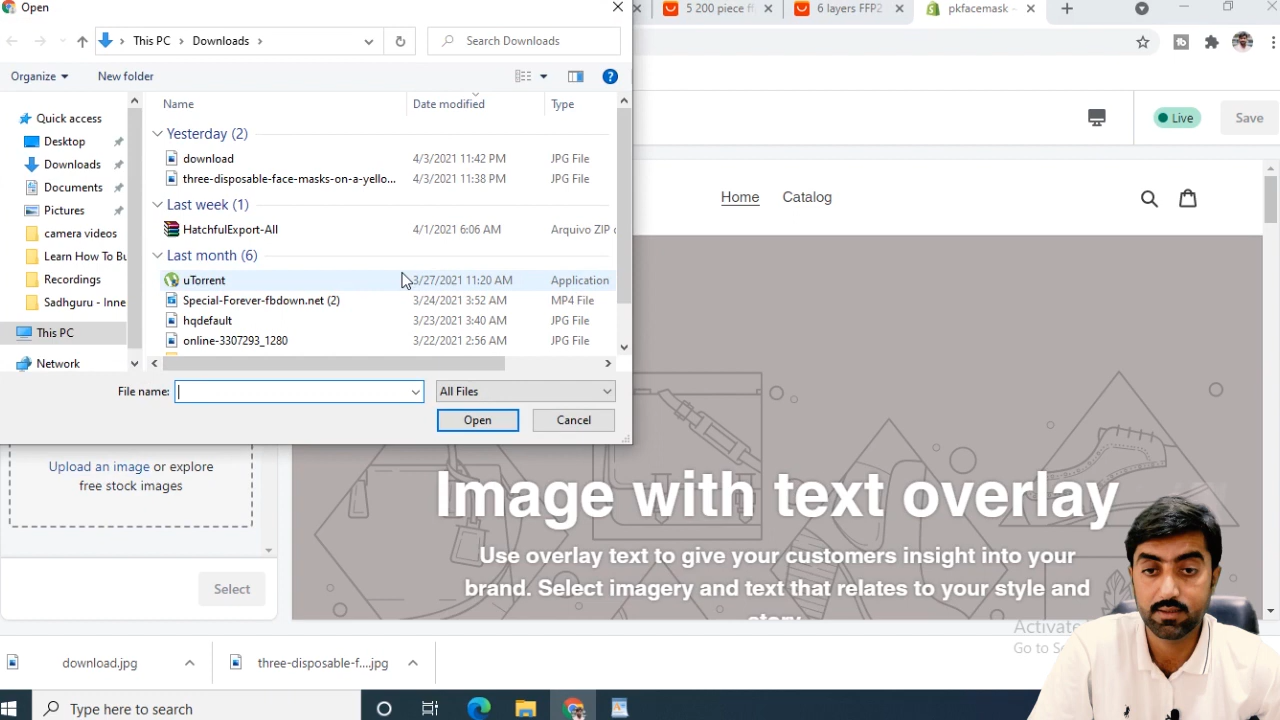 Open
5 200 piece ff
6 layers FFP2
pkfacemask -
This PC
Downloads
Search Downloads
Organize
New folder
Name
Date modified
Type
Quick access
Desktop
Downloads
Documents
Pictures
camera videos
Learn How To Bu
Recordings
Sadhguru - Inne
This PC
Network
Yesterday (2)
download 4/3/2021 11:42 PM JPG File
three-disposable-face-masks-on-a-yello... 4/3/2021 11:38 PM JPG File
Last week (1)
HatchfulExport-All 4/1/2021 6:06 AM Arquivo ZIP
Last month (6)
uTorrent 3/27/2021 11:20 AM Application
Special-Forever-fbdown.net (2) 3/24/2021 3:52 AM MP4 File
hqdefault 3/23/2021 3:40 AM JPG File
online-3307293_1280 3/22/2021 2:56 AM JPG File
File name:
All Files
Open
Cancel
Live
Save
Home
Catalog
Upload an image or explore
free stock images
Select
Image with text overlay
Use overlay text to give your customers insight into your
brand. Select imagery and text that relates to your style and
story.
Activate
Go to Se
download.jpg
three-disposable-f....jpg
Type here to search